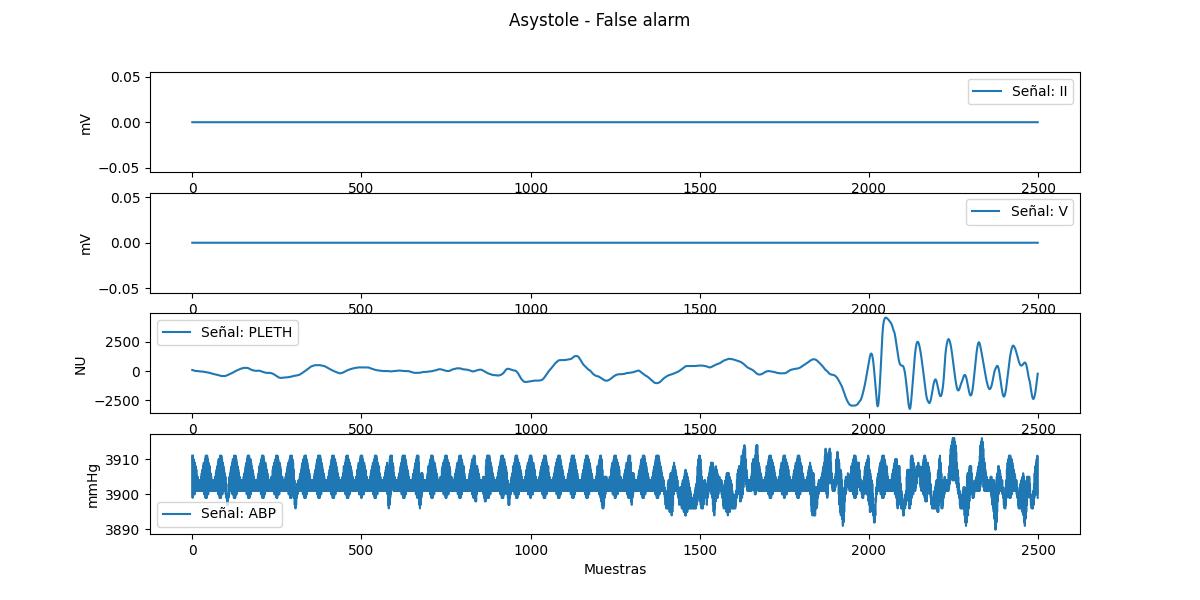 Asystole - False alarm
0.05
0.00
−0.05
mV
Señal: II
0 500 1000 1500 2000 2500
0.05
0.00
−0.05
mV
Señal: V
0 500 1000 1500 2000 2500
2500
0
−2500
NU
Señal: PLETH
0 500 1000 1500 2000 2500
3910
3900
3890
mmHg
Señal: ABP
0 500 1000 1500 2000 2500
Muestras